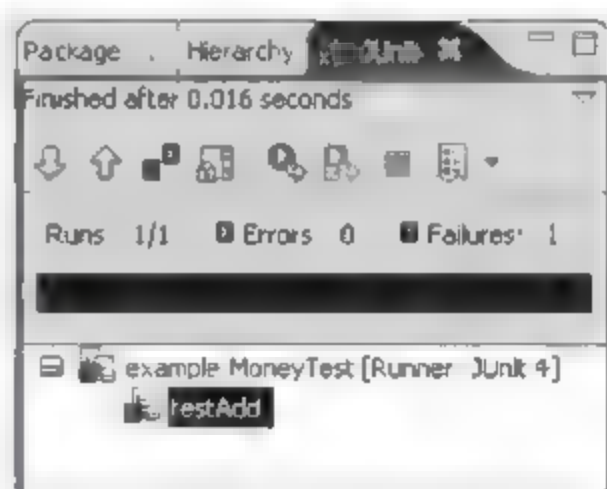 Package Hierarchy JUnit
Finished after 0.016 seconds
Runs 1/1 Errors 0 Failures: 1
example MoneyTest [Runner JUnit 4]
testAdd